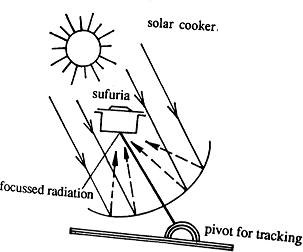 solar cooker.
sufuria
focussed radiation
pivot for tracking